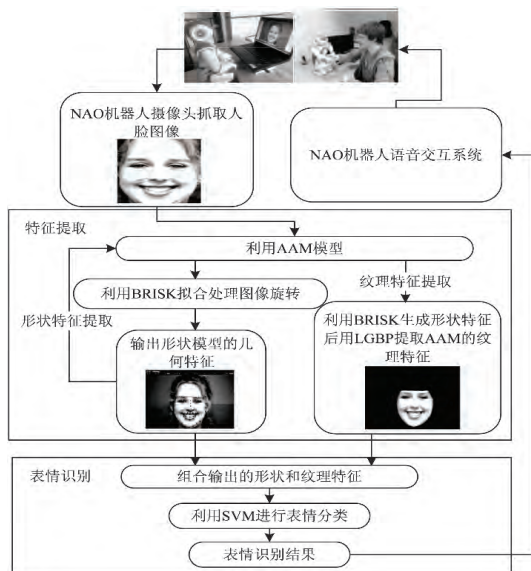 NAO机器人摄像头抓取人
脸图像
NAO机器人语音交互系统
特征提取
利用AAM模型
利用BRISK拟合处理图像旋转
纹理特征提取
形状特征提取
输出形状模型的几
何特征
利用BRISK生成形状特征
后用LGBP提取AAM的纹
理特征
表情识别
组合输出的形状和纹理特征
利用SVM进行表情分类
表情识别结果